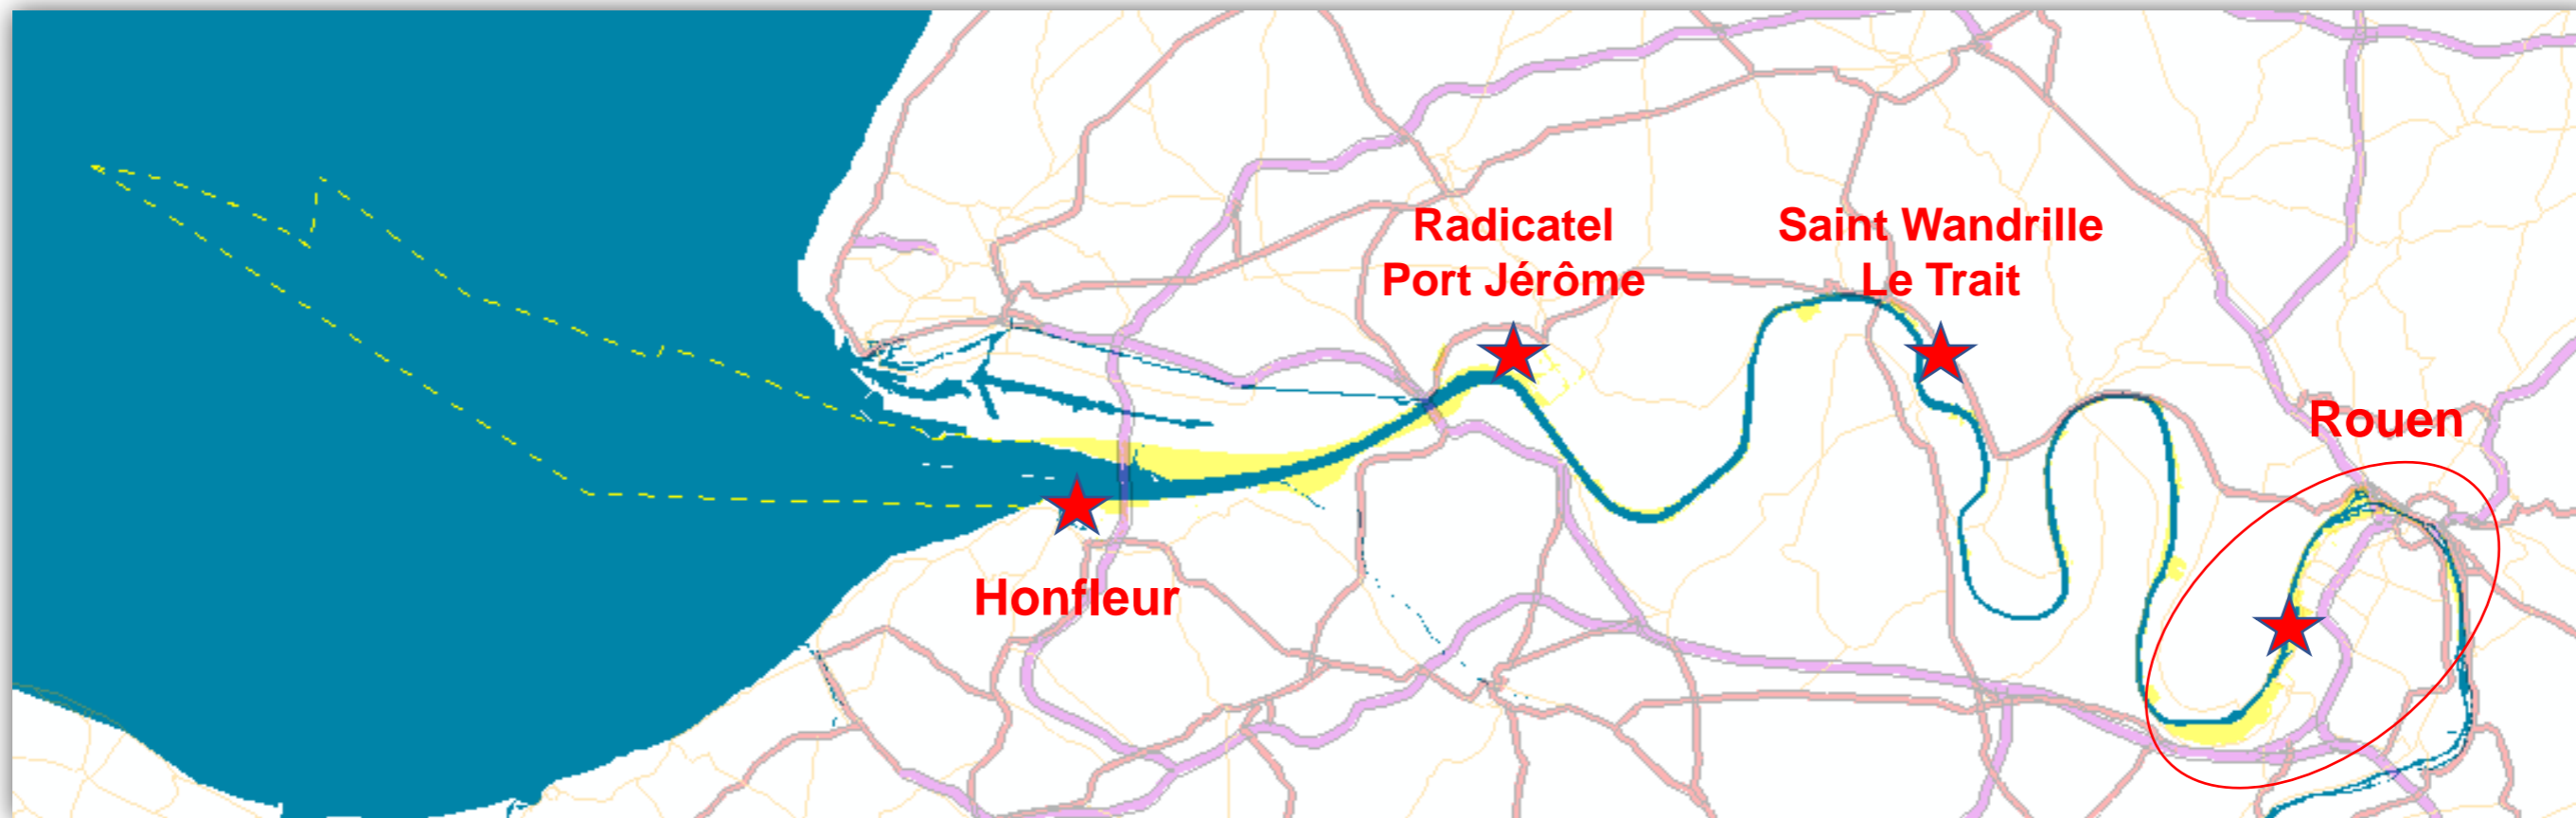 Radicatel
Port Jérôme
Saint Wandrille
Le Trait
Rouen
Honfleur